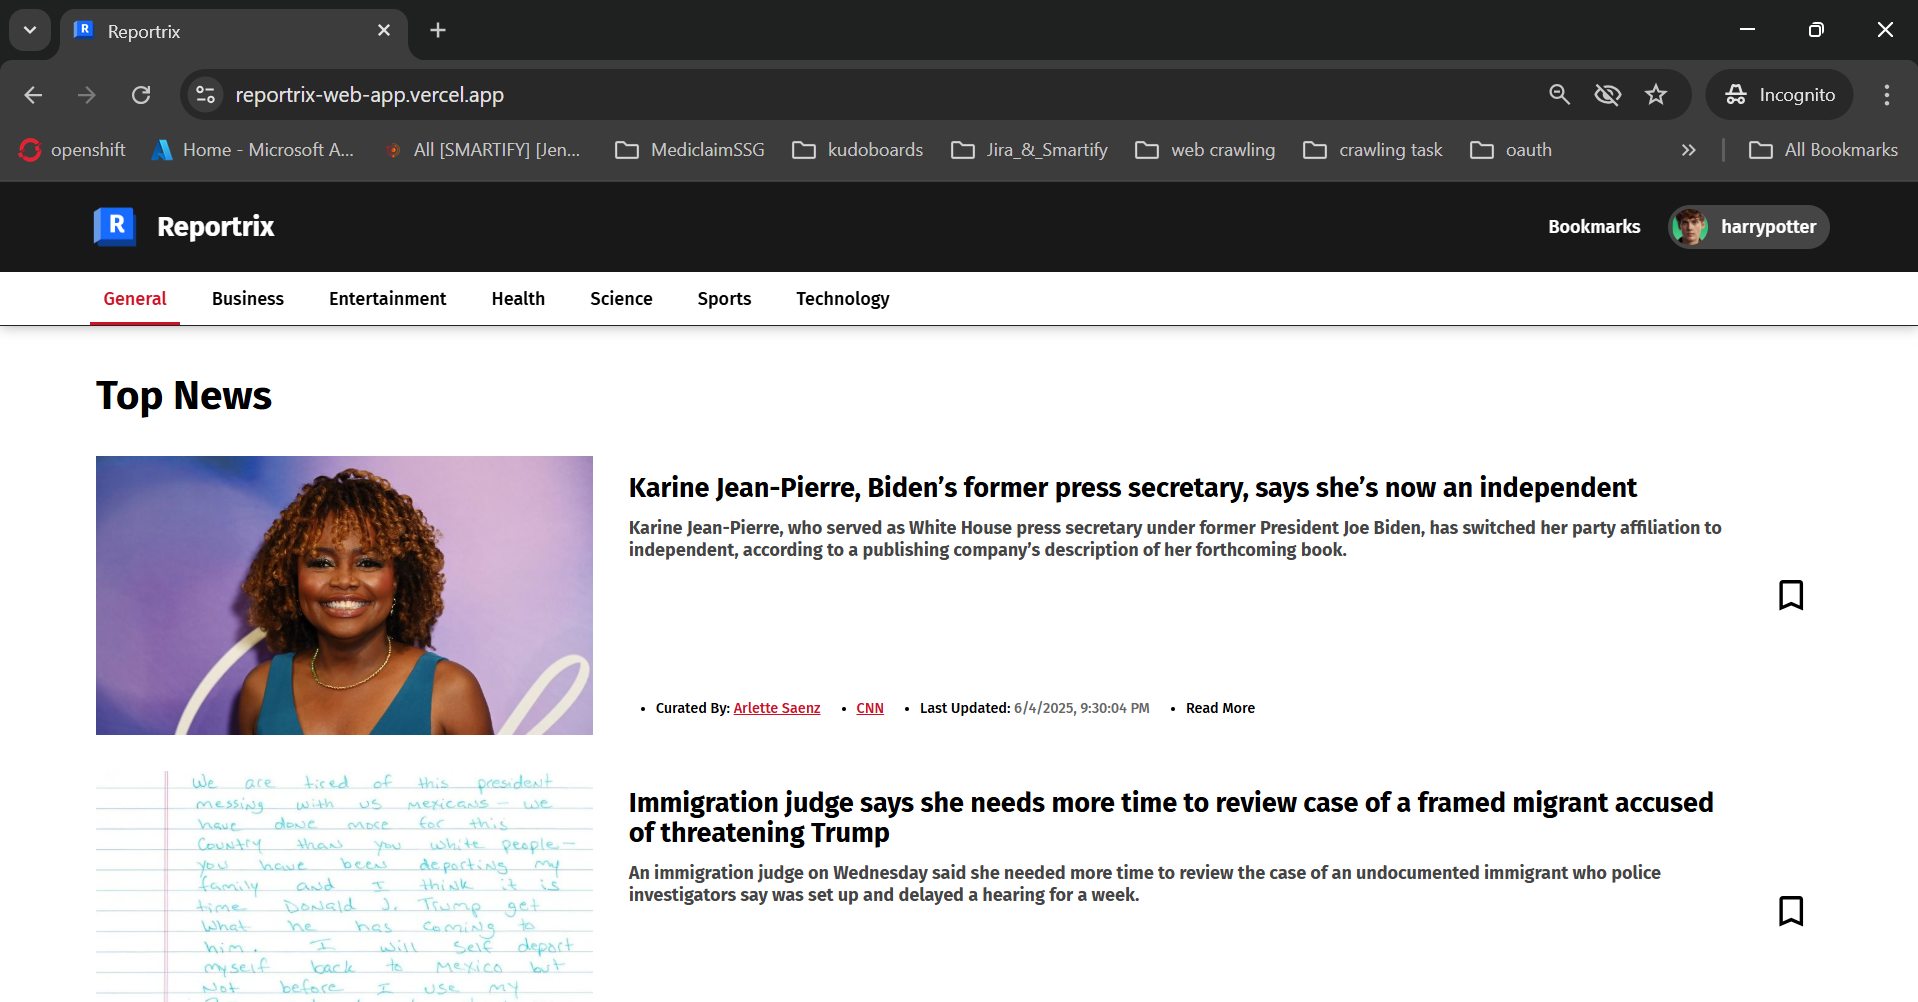 Reportrix
reportrix-web-app.vercel.app
Incognito
openshift
Home - Microsoft A...
All [SMARTIFY] [Jen...
MediclaimSSG
kudoboards
Jira_&_Smartify
web crawling
crawling task
oauth
All Bookmarks
R Reportrix
Bookmarks
harrypotter
General Business Entertainment Health Science Sports Technology
Top News
Karine Jean-Pierre, Biden’s former press secretary, says she’s now an independent
Karine Jean-Pierre, who served as White House press secretary under former President Joe Biden, has switched her party affiliation to
independent, according to a publishing company’s description of her forthcoming book.
• Curated By: Arlette Saenz • CNN • Last Updated: 6/4/2025, 9:30:04 PM • Read More
We are tired of this president
messing with us mexicans – we
have done more for this
Country than you white people –
you have been deporting my
family and I think it is
time Donald J. Trump get
What he has coming to
him. I will self deport
myself back to Mexico but
Not before I use my
Immigration judge says she needs more time to review case of a framed migrant accused
of threatening Trump
An immigration judge on Wednesday said she needed more time to review the case of an undocumented immigrant who police
investigators say was set up and delayed a hearing for a week.